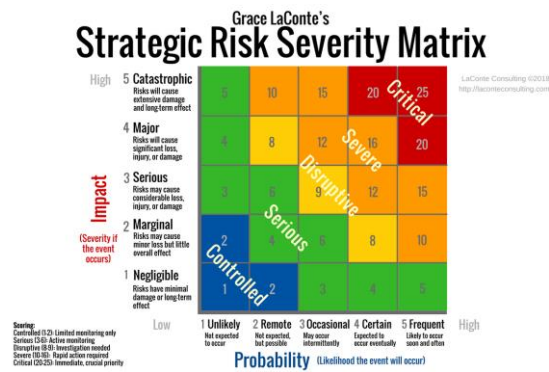 Grace LaConte's
Strategic Risk Severity Matrix
LaConte Consulting ©2018
http://laconteconsulting.com
High
5 Catastrophic
Risks will cause
extensive damage
and long-term effect
5 10 15 20 25
Critical
4 Major
Risks will cause
significant loss,
injury, or damage
4 8 12 16 20
Severe
3 Serious
Risks may cause
considerable loss,
injury, or damage
3 6 9 12 15
Disruptive
2 Marginal
Risks may cause
minor loss but little
overall effect
2 4 6 8 10
Serious
1 Negligible
Risks have minimal
damage or long-term
effect
1 2 3 4 5
Controlled
Impact
(Severity if
the event
occurs)
Low
1 Unlikely
Not expected
to occur
2 Remote
Not expected,
but possible
3 Occasional
May occur
intermittently
4 Certain
Expected to
occur eventually
5 Frequent
Likely to occur
soon and often
High
Probability (Likelihood the event will occur)
Scoring:
Controlled (1-2): Limited monitoring only
Serious (3-6): Active monitoring
Disruptive (8-9): Investigation needed
Severe (10-16): Rapid action required
Critical (20-25): Immediate, crucial priority